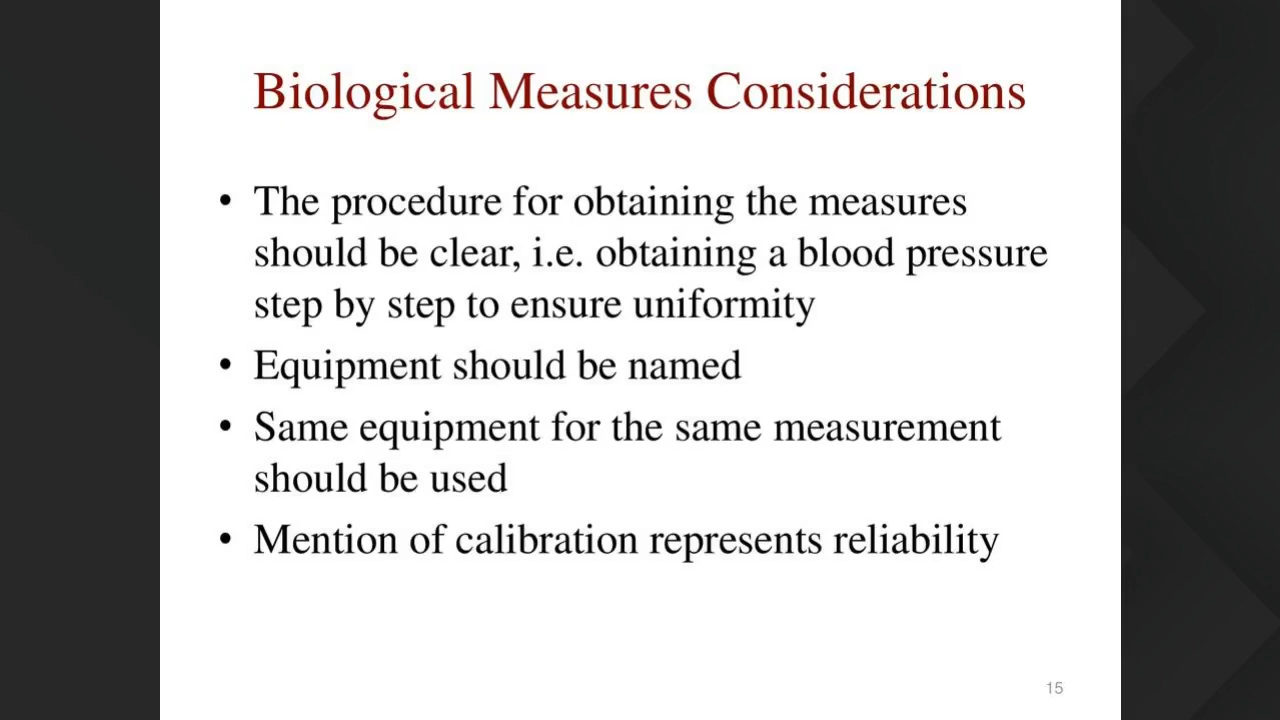 Biological Measures Considerations
• The procedure for obtaining the measures
should be clear, i.e. obtaining a blood pressure
step by step to ensure uniformity
• Equipment should be named
• Same equipment for the same measurement
should be used
• Mention of calibration represents reliability
15